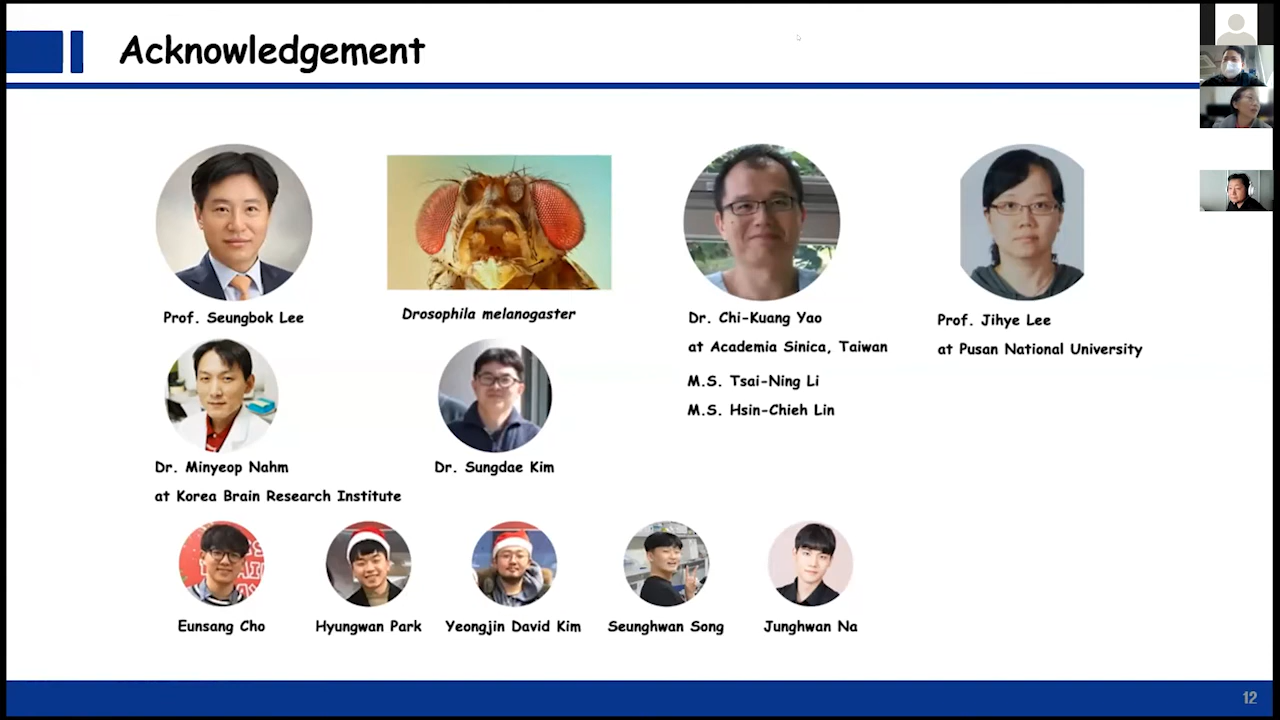 Acknowledgement
Prof. Seungbok Lee
Drosophila melanogaster
Dr. Chi-Kuang Yao
at Academia Sinica, Taiwan
M.S. Tsai-Ning Li
M.S. Hsin-Chieh Lin
Prof. Jihye Lee
at Pusan National University
Dr. Minyeop Nahm
at Korea Brain Research Institute
Dr. Sungdae Kim
Eunsang Cho
Hyungwan Park
Yeongjin David Kim
Seunghwan Song
Junghwan Na
12